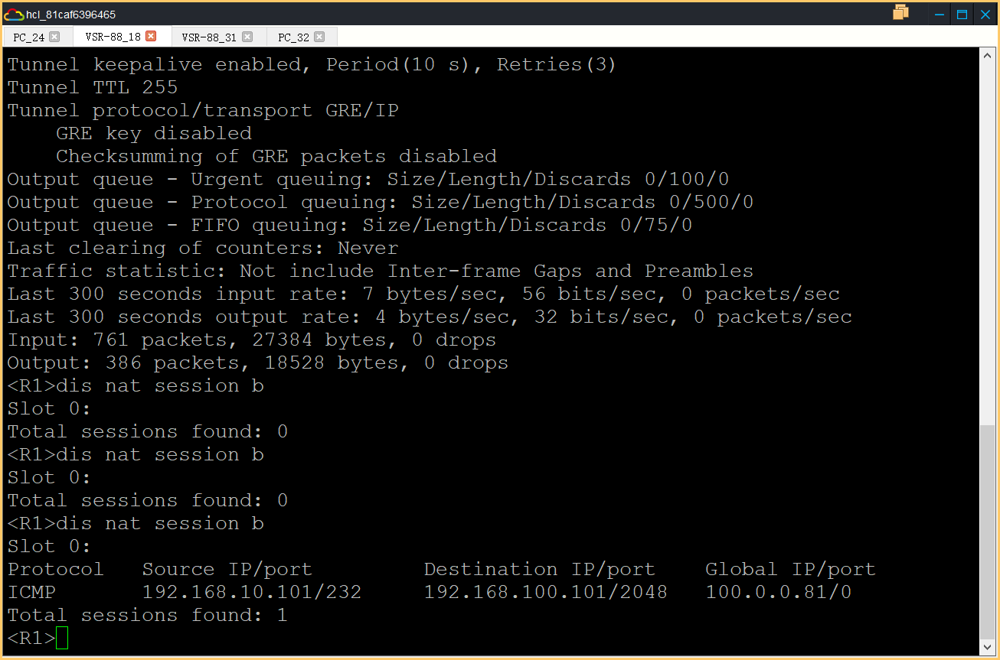 hcl_81caf6396465
PC_24 VSR-88_18 VSR-88_31 PC_32
Tunnel keepalive enabled, Period(10 s), Retries(3)
Tunnel TTL 255
Tunnel protocol/transport GRE/IP
    GRE key disabled
    Checksumming of GRE packets disabled
Output queue - Urgent queuing: Size/Length/Discards 0/100/0
Output queue - Protocol queuing: Size/Length/Discards 0/500/0
Output queue - FIFO queuing: Size/Length/Discards 0/75/0
Last clearing of counters: Never
Traffic statistic: Not include Inter-frame Gaps and Preambles
Last 300 seconds input rate: 7 bytes/sec, 56 bits/sec, 0 packets/sec
Last 300 seconds output rate: 4 bytes/sec, 32 bits/sec, 0 packets/sec
Input: 761 packets, 27384 bytes, 0 drops
Output: 386 packets, 18528 bytes, 0 drops
<R1>dis nat session b
Slot 0:
Total sessions found: 0
<R1>dis nat session b
Slot 0:
Total sessions found: 0
<R1>dis nat session b
Slot 0:
Protocol   Source IP/port         Destination IP/port    Global IP/port
ICMP       192.168.10.101/232     192.168.100.101/2048   100.0.0.81/0
Total sessions found: 1
<R1>